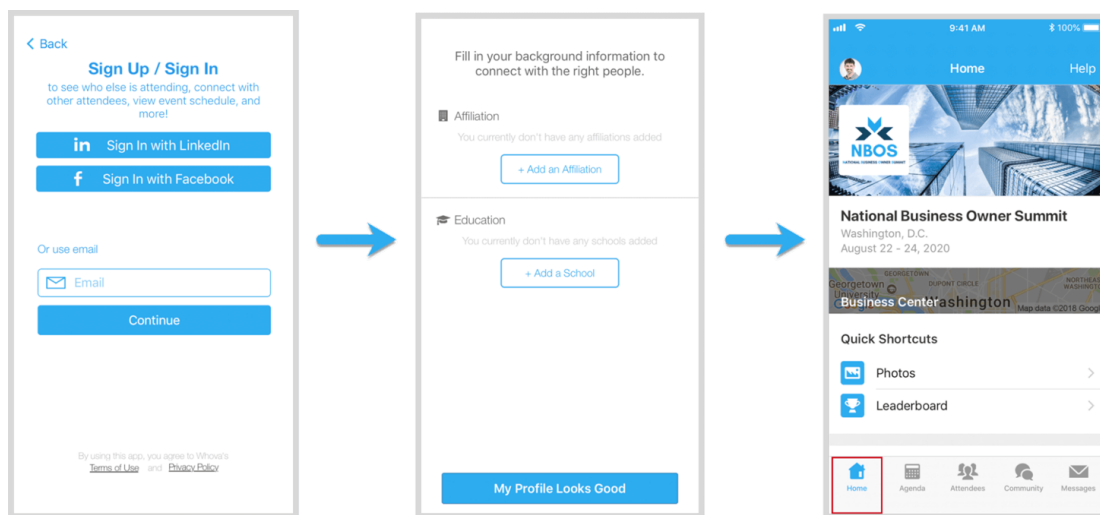 Back
Sign Up / Sign In
to see who else is attending, connect with
other attendees, view event schedule, and
more!
in Sign In with LinkedIn
f Sign In with Facebook
Or use email
Email
Continue
By using this app, you agree to Whova's
Terms of Use and Privacy Policy
Fill in your background information to
connect with the right people.
Affiliation
You currently don't have any affiliations added
+ Add an Affiliation
Education
You currently don't have any schools added
+ Add a School
My Profile Looks Good
9:41 AM
100%
Home
Help
NBOS
NATIONAL BUSINESS OWNER SUMMIT
National Business Owner Summit
Washington, D.C.
August 22 - 24, 2020
GEORGETOWN
Georgetown
University
DUPONT CIRCLE
NORTHEAS
WASHINGT
Business Center
Washington
Map data ©2018 Googl
Quick Shortcuts
Photos
Leaderboard
Home
Agenda
Attendees
Community
Messages